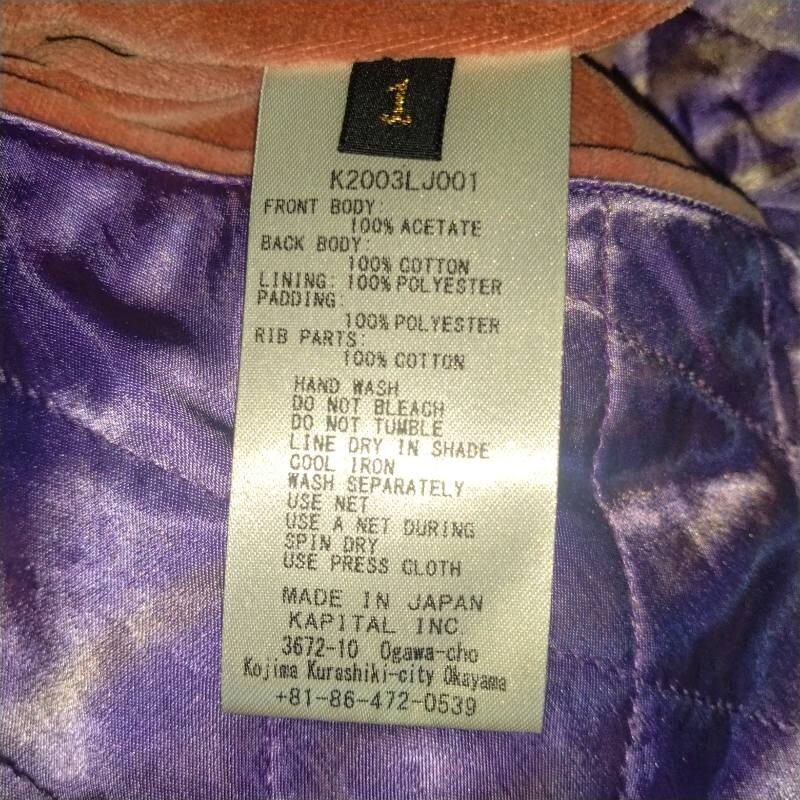 1
K2003LJ001
FRONT BODY:
100% ACETATE
BACK BODY:
100% COTTON
LINING: 100% POLYESTER
PADDING:
100% POLYESTER
RIB PARTS:
100% COTTON
HAND WASH
DO NOT BLEACH
DO NOT TUMBLE
LINE DRY IN SHADE
COOL IRON
WASH SEPARATELY
USE NET
USE A NET DURING
SPIN DRY
USE PRESS CLOTH
MADE IN JAPAN
KAPITAL INC.
3672-10 Ogawa-cho
Kojima Kurashiki-city Okayama
+81-86-472-0539